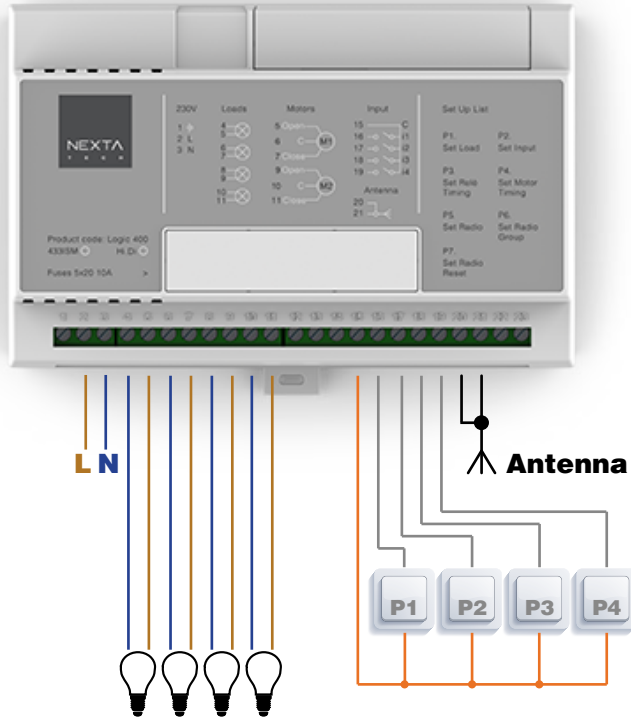 NEXTA
TECH
230V
1
2 L
3 N
Loads
4
5
6
7
8
9
10
11
Motors
5 Open
6 C
7 Close
M1
9 Open
10 C
11 Close
M2
Input
15 C
16 i1
17 i2
18 i3
19 i4
Antenna
20
21
Set Up List
P1.
Set Load
P2.
Set Input
P3.
Set Relè
Timing
P4.
Set Motor
Timing
P5.
Set Radio
P6.
Set Radio
Group
P7.
Set Radio
Reset
Product code: Logic 400
433ISM Hi.Di
Fuses 5x20 10A >
L N
Antenna
P1 P2 P3 P4